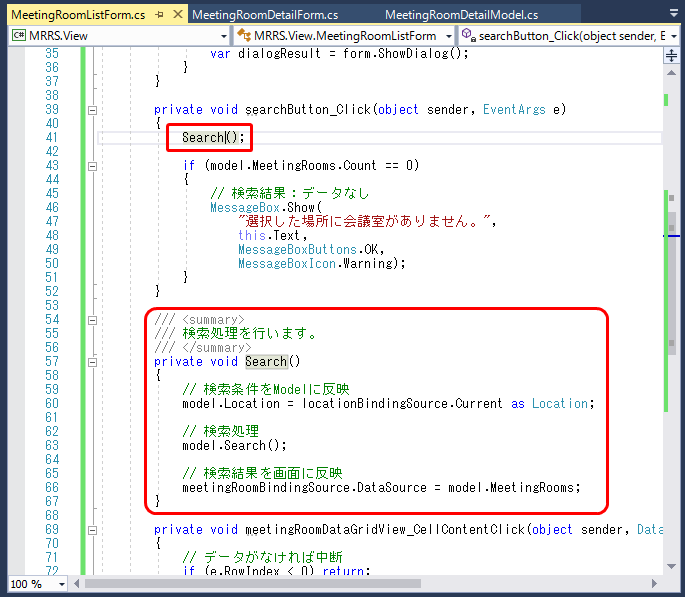 MeetingRoomListForm.cs MeetingRoomDetailForm.cs MeetingRoomDetailModel.cs
C# MRRS.View MRRS.View.MeetingRoomListForm searchButton_Click(object sender, E
35 var dialogResult = form.ShowDialog();
36 }
37 }
38
39 private void searchButton_Click(object sender, EventArgs e)
40 {
41 Search();
42
43 if (model.MeetingRooms.Count == 0)
44 {
45 // 検索結果：データなし
46 MessageBox.Show(
47 "選択した場所に会議室がありません。",
48 this.Text,
49 MessageBoxButtons.OK,
50 MessageBoxIcon.Warning);
51 }
52 }
53
54 /// <summary>
55 /// 検索処理を行います。
56 /// </summary>
57 private void Search()
58 {
59 // 検索条件をModelに反映
60 model.Location = locationBindingSource.Current as Location;
61
62 // 検索処理
63 model.Search();
64
65 // 検索結果を画面に反映
66 meetingRoomBindingSource.DataSource = model.MeetingRooms;
67 }
68
69 private void meetingRoomDataGridView_CellContentClick(object sender, Data
70 {
71 // データがなければ中断
72 if (e.RowIndex < 0) return;
100 %